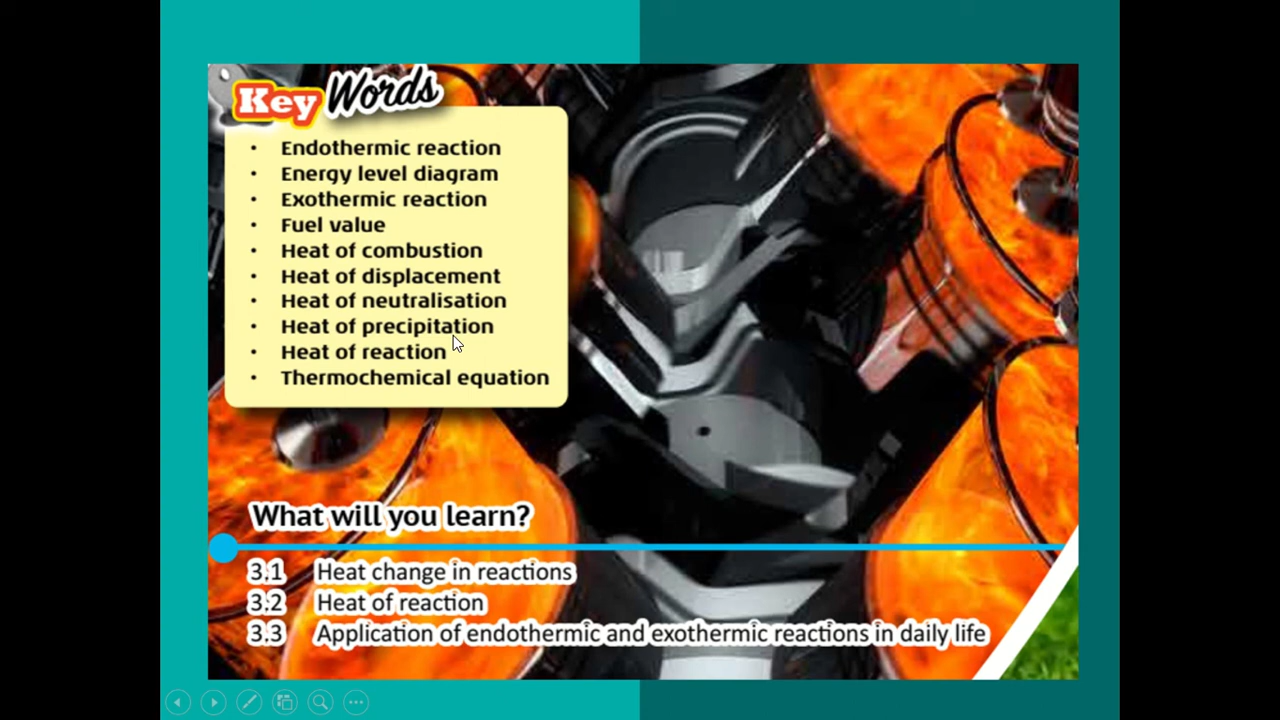 Key Words
• Endothermic reaction
• Energy level diagram
• Exothermic reaction
• Fuel value
• Heat of combustion
• Heat of displacement
• Heat of neutralisation
• Heat of precipitation
• Heat of reaction
• Thermochemical equation
What will you learn?
3.1 Heat change in reactions
3.2 Heat of reaction
3.3 Application of endothermic and exothermic reactions in daily life